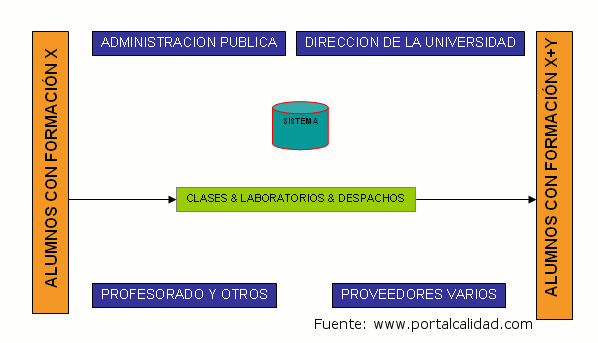 ADMINISTRACION PUBLICA
DIRECCION DE LA UNIVERSIDAD
ALUMNOS CON FORMACIÓN X
SISTEMA
CLASES & LABORATORIOS & DESPACHOS
ALUMNOS CON FORMACIÓN X+Y
PROFESORADO Y OTROS
PROVEEDORES VARIOS
Fuente: www.portalcalidad.com